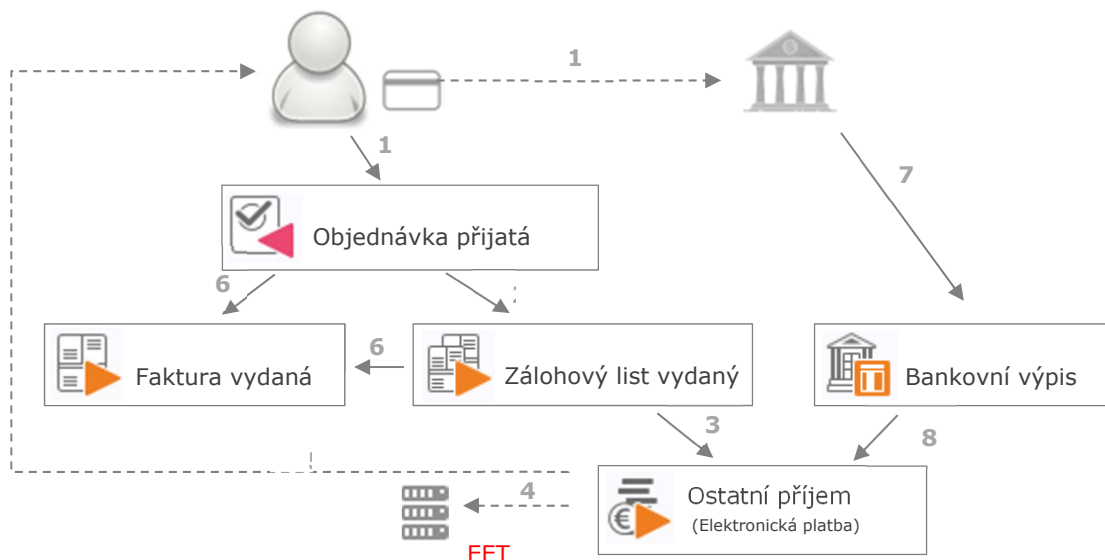 1
1
7
Objednávka přijatá
6
Faktura vydaná
6
Zálohový list vydaný
Bankovní výpis
3
8
4
Ostatní příjem
(Elektronická platba)